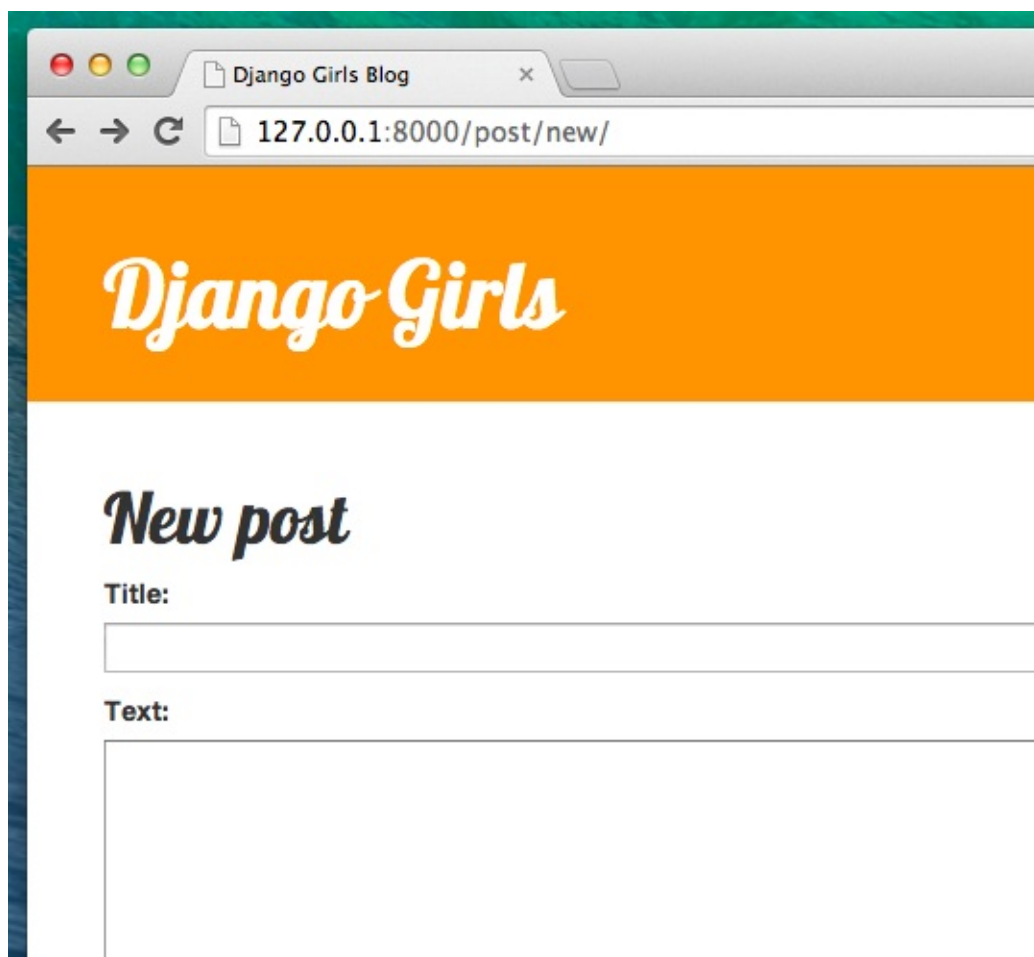 Django Girls Blog
127.0.0.1:8000/post/new/
Django Girls
New post
Title:
Text: